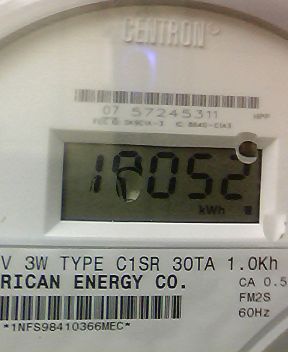 CENTRON®
07 57245311
HPP
18052
kWh
V 3W TYPE C1SR 30TA 1.0Kh
RICAN ENERGY CO.
CA 0.5
FM2S
60Hz
*1NFS98410366MEC*